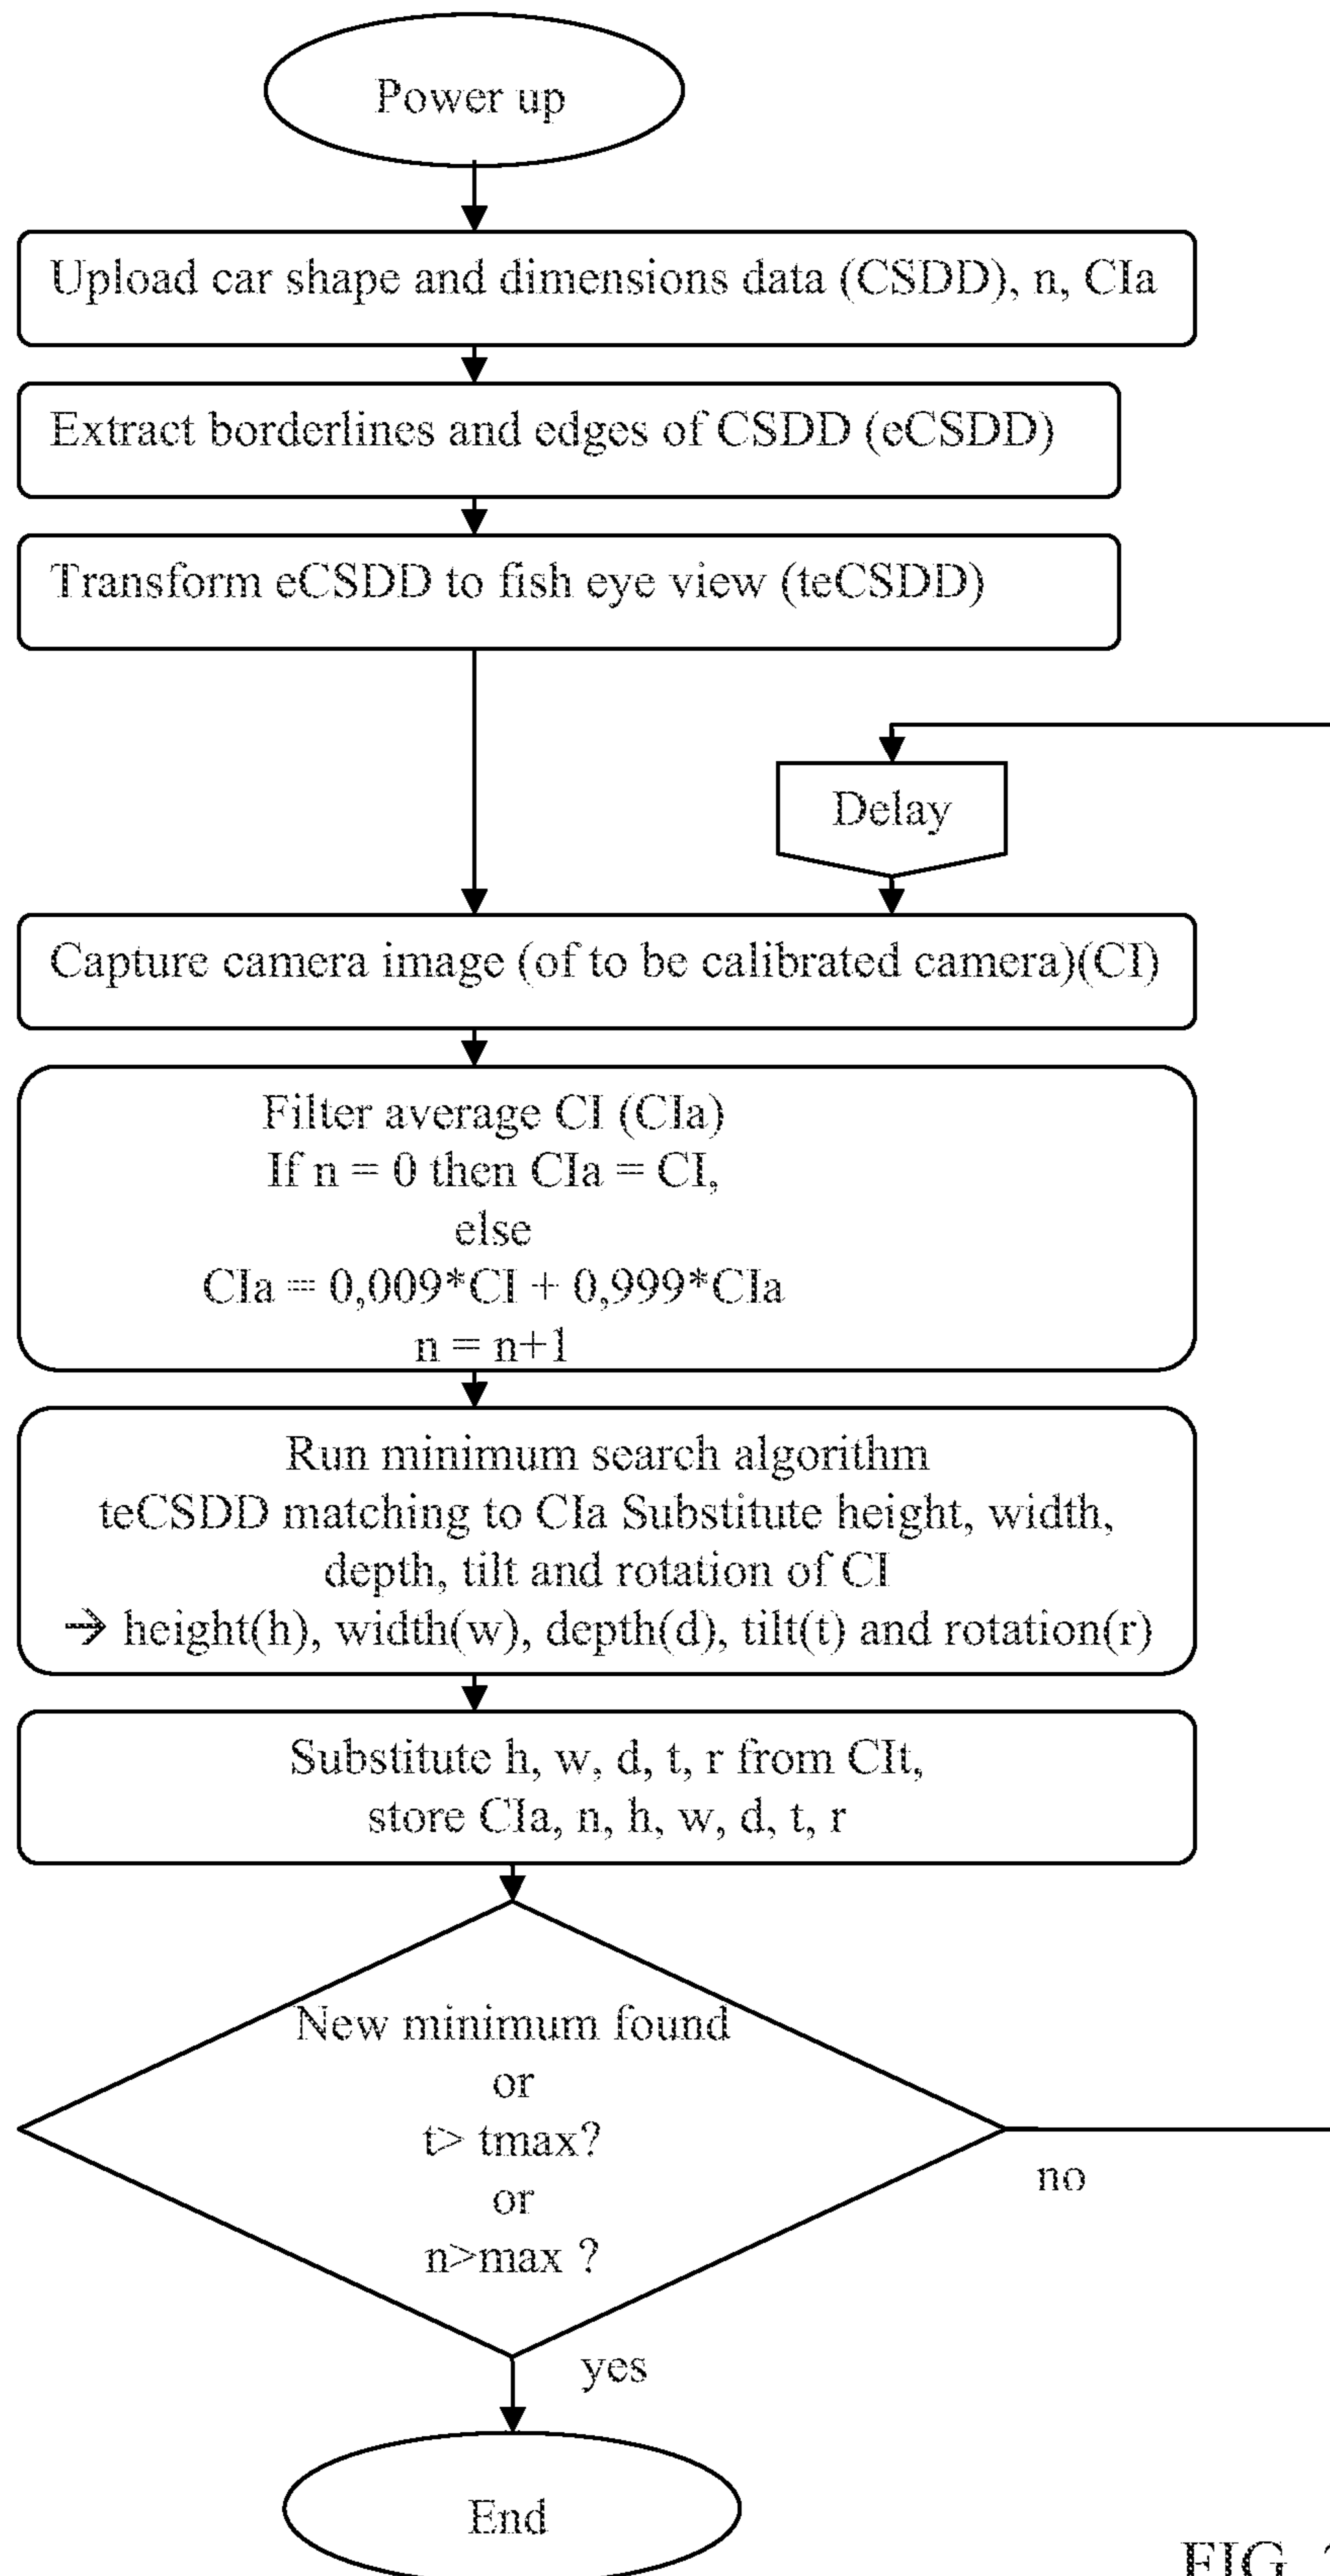 Power up
Upload car shape and dimensions data (CSDD), n, CIa
Extract borderlines and edges of CSDD (eCSDD)
Transform eCSDD to fish eye view (teCSDD)
Delay
Capture camera image (of to be calibrated camera)(CI)
Filter average CI (CIa)
If n = 0 then CIa = CI,
else
CIa = 0,009*CI + 0,999*CIa
n = n+1
Run minimum search algorithm
teCSDD matching to CIa Substitute height, width,
depth, tilt and rotation of CI
→ height(h), width(w), depth(d), tilt(t) and rotation(r)
Substitute h, w, d, t, r from CIt,
store CIa, n, h, w, d, t, r
New minimum found
or
t> tmax?
or
n>max ?
no
yes
End
FIG.